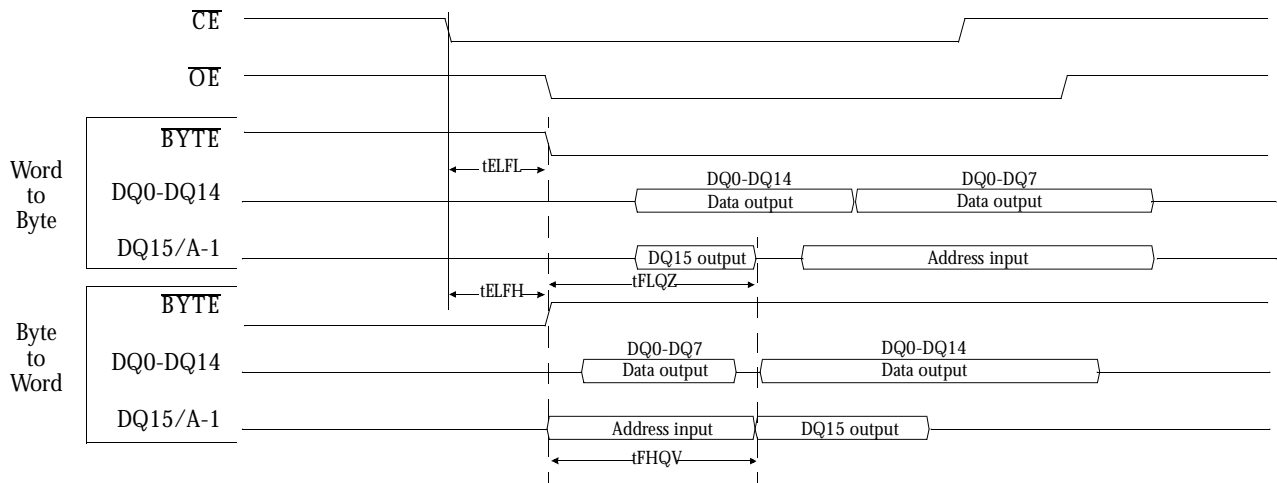 CE
OE
BYTE
tELFL
DQ0-DQ14
DQ0-DQ7
Word
to
Byte
DQ0-DQ14
Data output
Data output
DQ15/A-1
DQ15 output
Address input
tELFH
tFLQZ
BYTE
Byte
to
Word
DQ0-DQ7
DQ0-DQ14
DQ0-DQ14
Data output
Data output
DQ15/A-1
Address input
DQ15 output
tFHQV